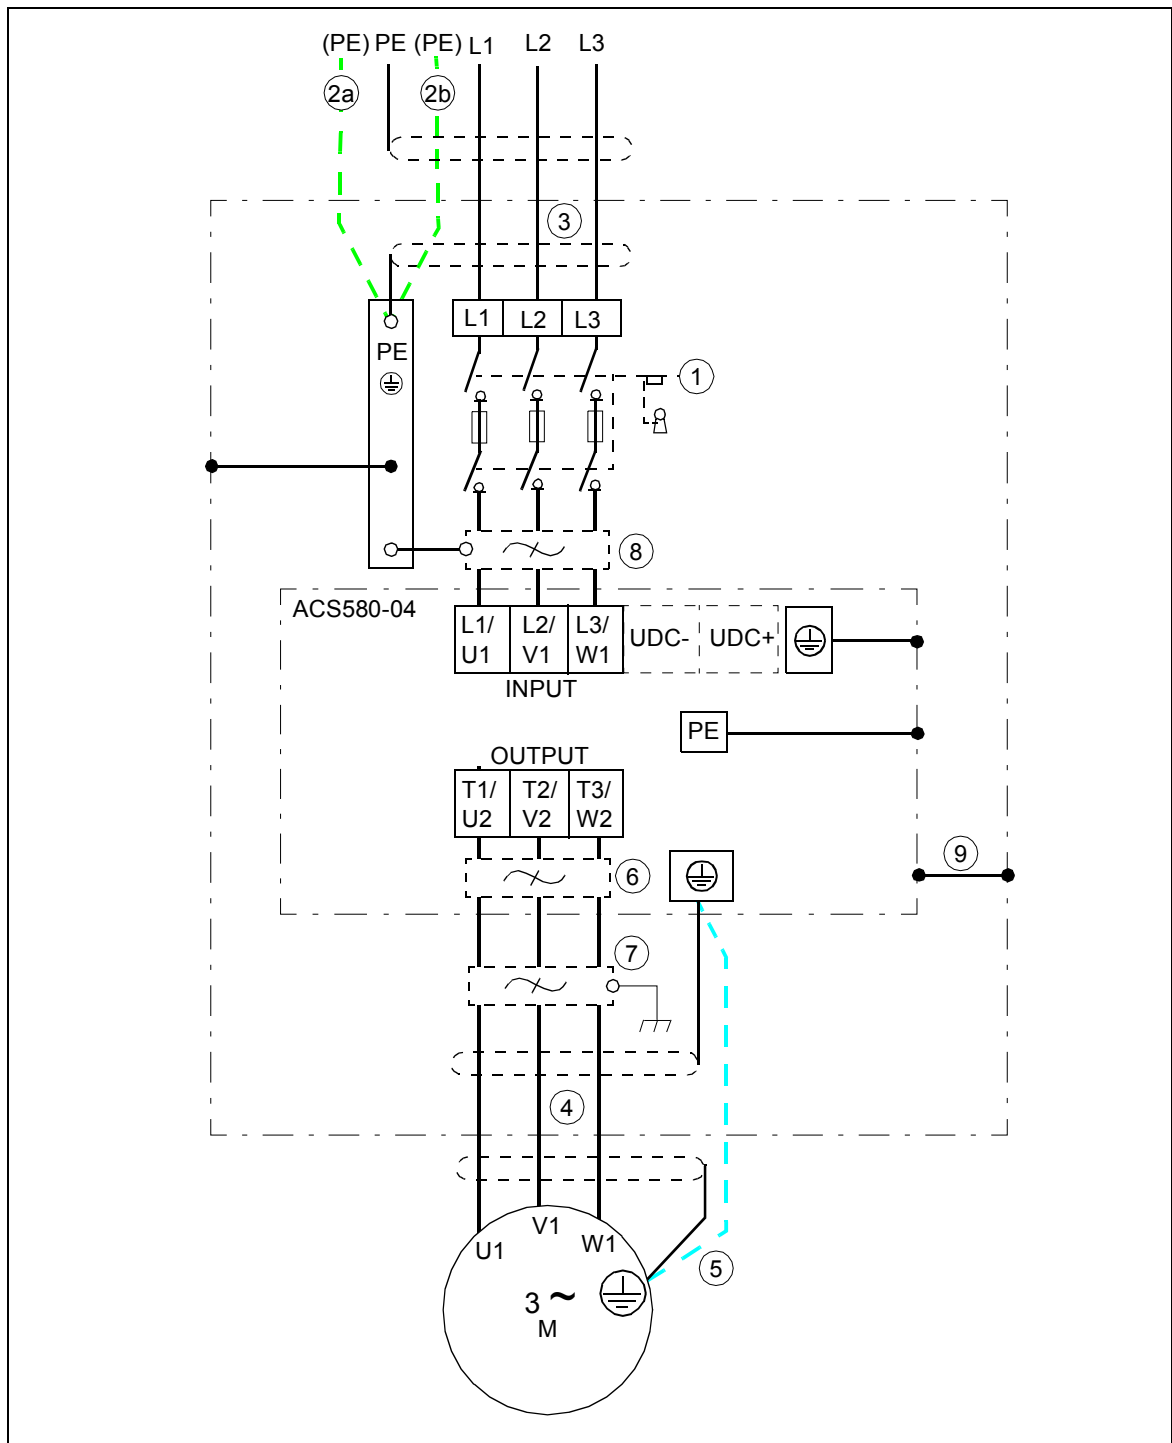 (PE) PE (PE) L1 L2 L3
2a 2b
3
L1 L2 L3
PE
1
8
ACS580-04
L1/ L2/ L3/
U1 V1 W1
UDC- UDC+
INPUT
PE
OUTPUT
T1/ T2/ T3/
U2 V2 W2
9
6
7
4
V1
U1 W1
5
3 ~
M